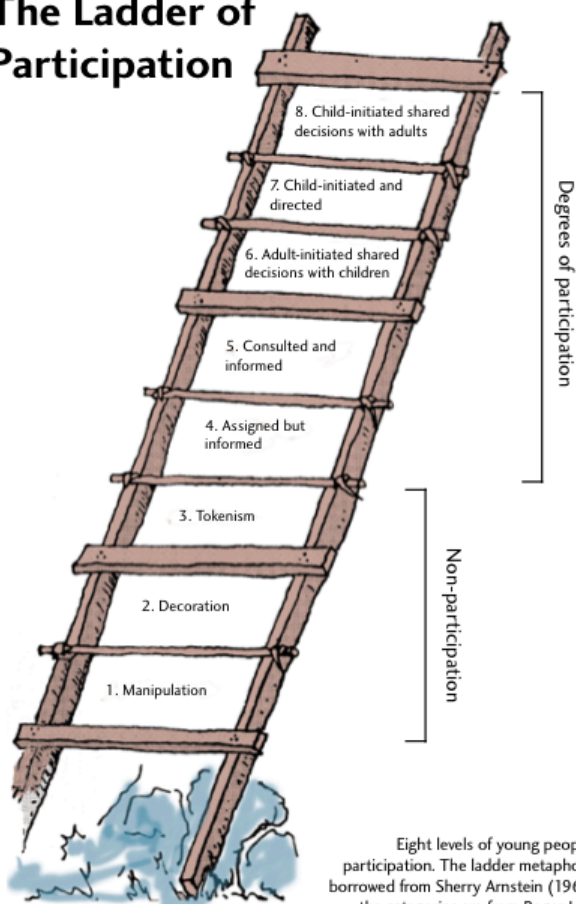 The Ladder of
Participation
8. Child-initiated shared
decisions with adults
7. Child-initiated and
directed
6. Adult-initiated shared
decisions with children
5. Consulted and
informed
4. Assigned but
informed
3. Tokenism
2. Decoration
1. Manipulation
Degrees of participation
Non-participation
Eight levels of young
participation. The ladder
borrowed from Sherry Arnstein